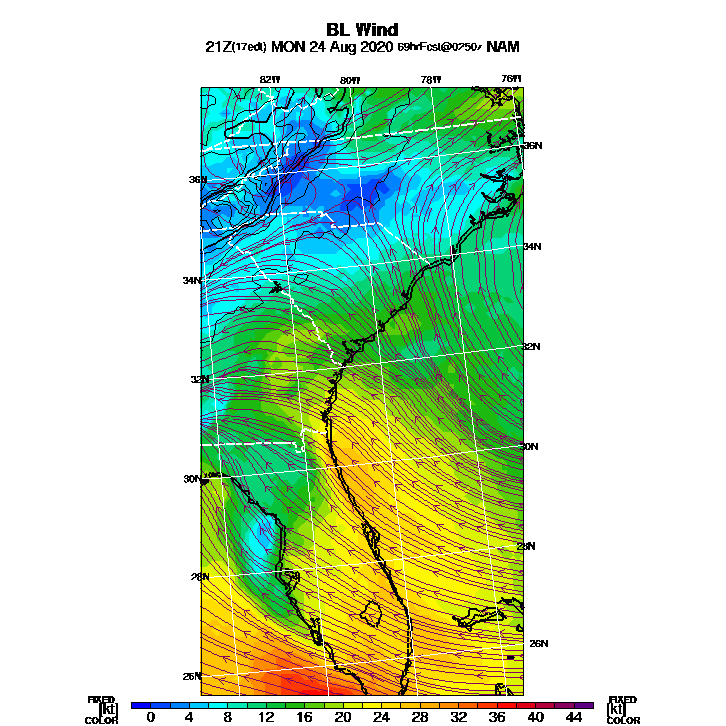 BL Wind
21Z(17edt) MON 24 Aug 2020 69hrFcst@0250z NAM
82W 80W 78W 76W
36N
36N
34N
34N
32N
32N
30N
30N
28N
28N
26N
26N
FIXED FIXED
[kt] 0 4 8 12 16 20 24 28 32 36 40 44 [kt]
COLOR COLOR